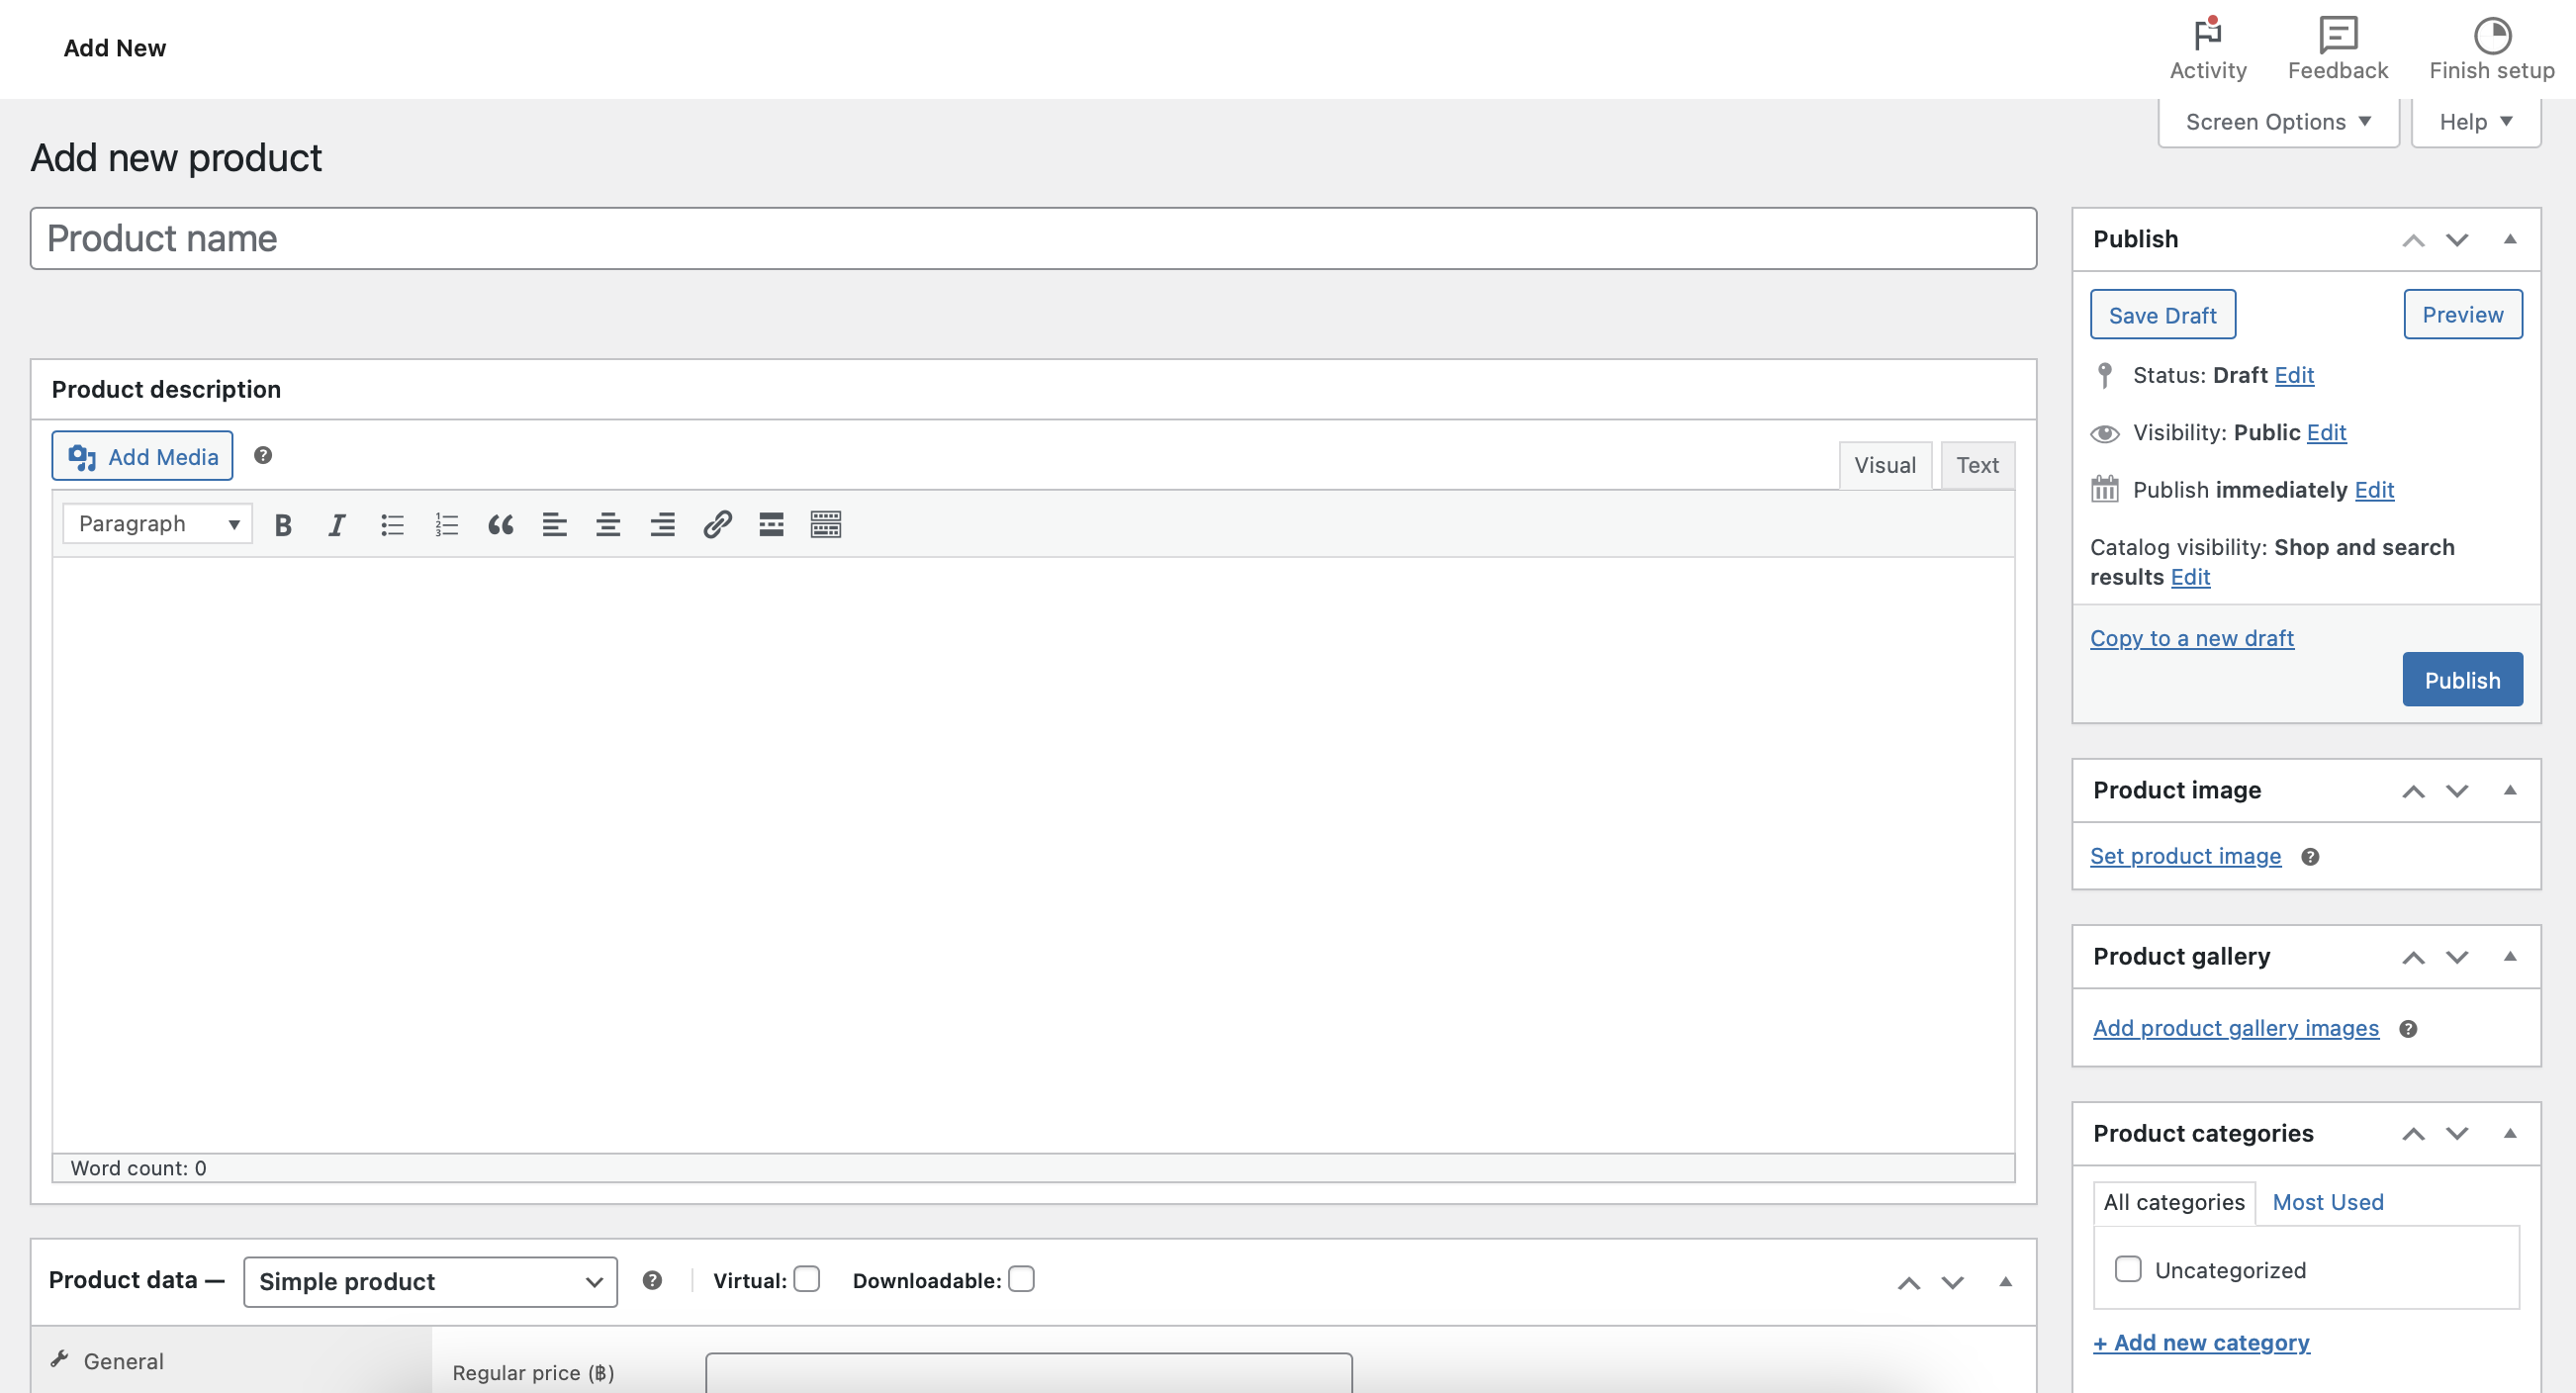 Add New
Activity
Feedback
Finish setup
Screen Options
Help
Add new product
Product name
Product description
Add Media
Visual
Text
Paragraph
Word count: 0
Product data —
Simple product
Virtual:
Downloadable:
General
Regular price (฿)
Publish
Save Draft
Preview
Status: Draft Edit
Visibility: Public Edit
Publish immediately Edit
Catalog visibility: Shop and search
results Edit
Copy to a new draft
Publish
Product image
Set product image
Product gallery
Add product gallery images
Product categories
All categories
Most Used
Uncategorized
+ Add new category